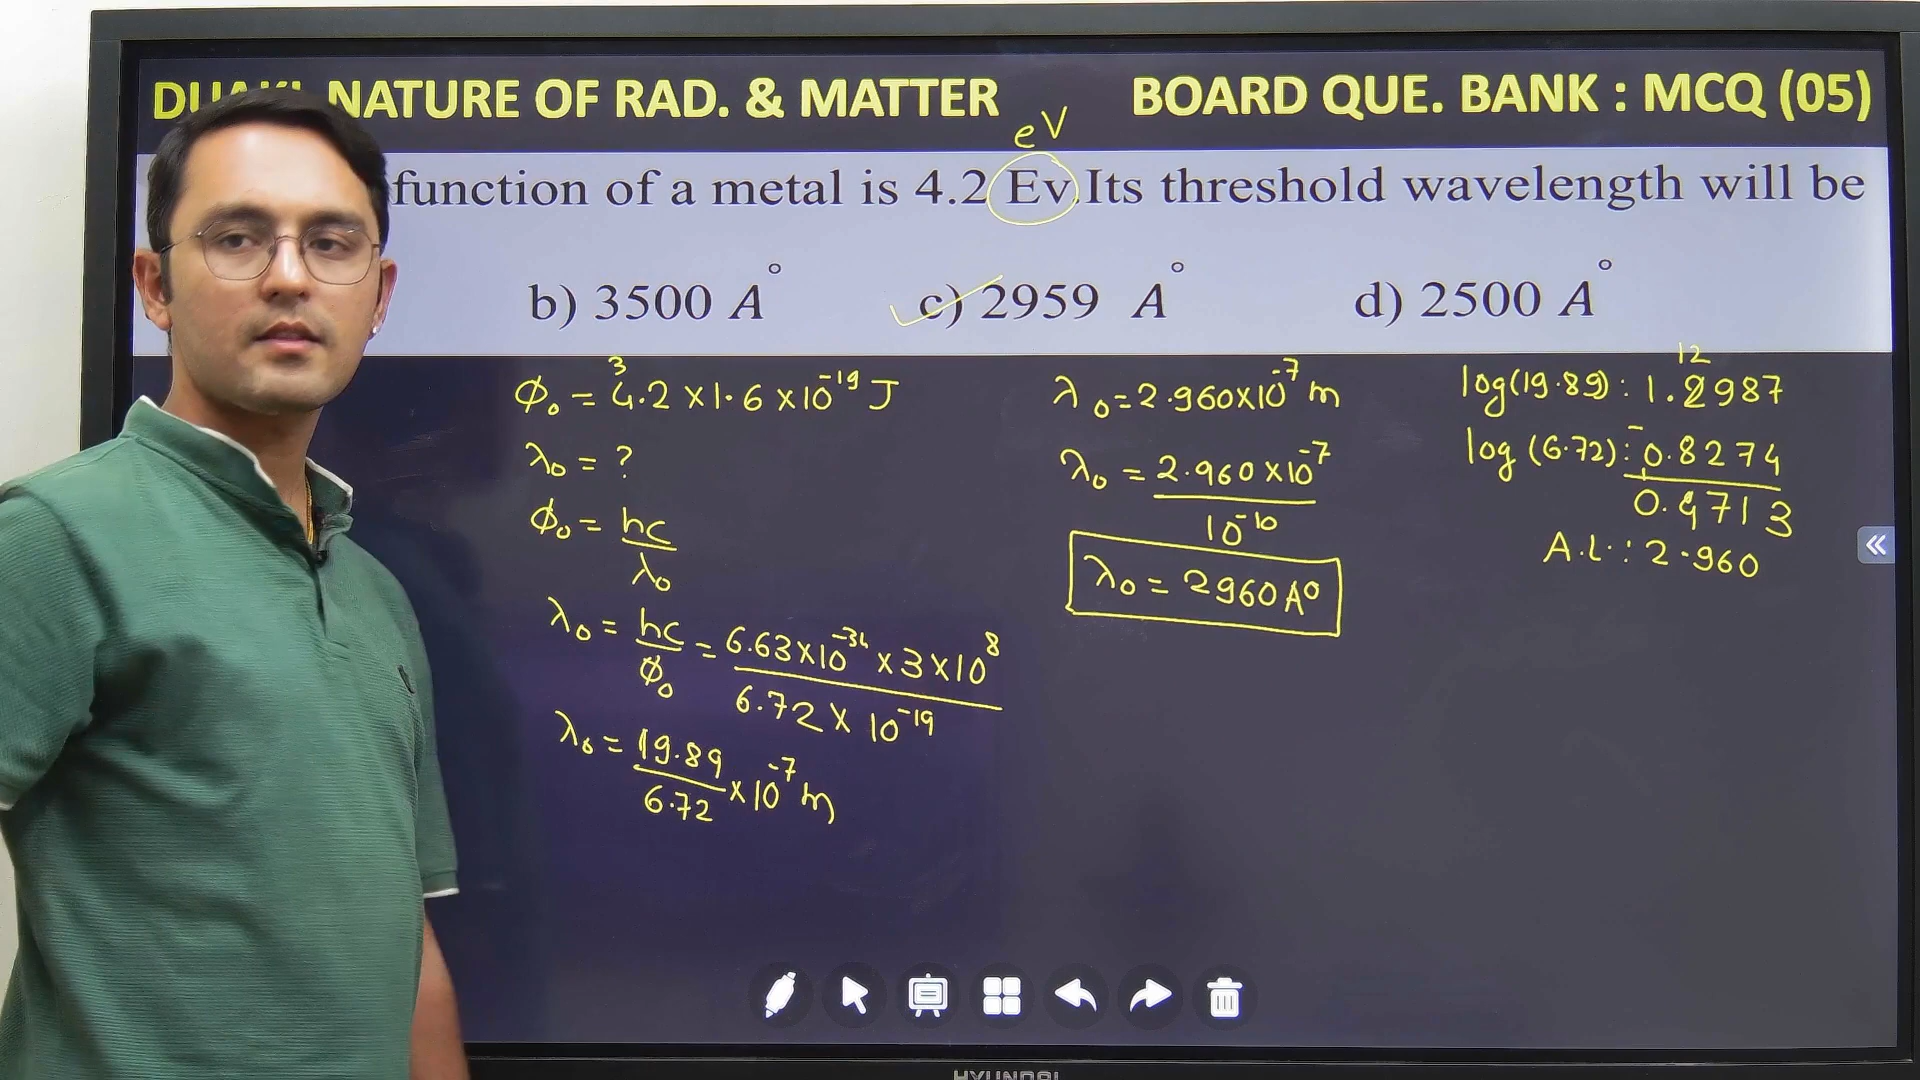 NATURE OF RAD. & MATTER BOARD QUE. BANK : MCQ (05)
eV
function of a metal is 4.2 Ev. Its threshold wavelength will be
b) 3500 A° c) 2959 A° d) 2500 A°
ϕ₀ = 4.2 × 1.6 × 10⁻¹⁹ J
λ₀ = ?
ϕ₀ = hc / λ₀
λ₀ = hc / ϕ₀ = 6.63×10⁻³⁴ × 3×10⁸ / 6.72 × 10⁻¹⁹
λ₀ = 19.89 / 6.72 × 10⁻⁷ m
λ₀ = 2.960×10⁻⁷ m
λ₀ = 2.960 × 10⁻⁷ / 10⁻¹⁰
λ₀ = 2960 A⁰
12
log(19.89) : 1.2987
log (6.72) : - 0.8274
0.4713
A.L. : 2.960
HYUNDAI